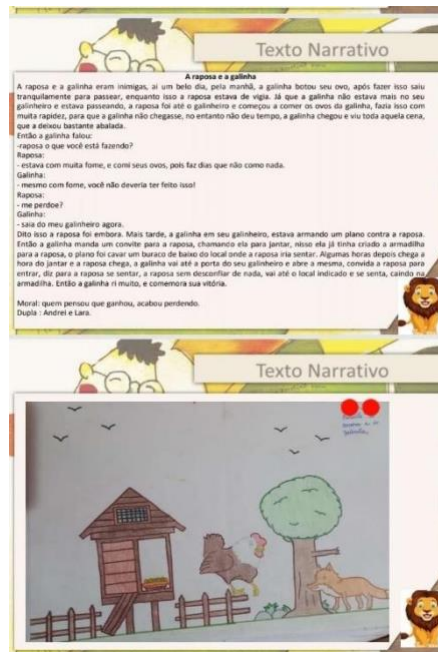 Texto Narrativo
A raposa e a galinha
A raposa e a galinha eram inimigas, aí um belo dia, pela manhã, a galinha botou seu ovo, após fazer isso saiu
tranquilamente para passear, enquanto isso a raposa estava de vigia. Já que a galinha não estava mais no seu
galinheiro e estava passeando, a raposa foi até o galinheiro e começou a comer os ovos da galinha, fazia isso com
muita rapidez, para que a galinha não chegasse, no entanto não deu tempo, a galinha chegou e viu toda aquela cena,
que a deixou bastante abalada.
Então a galinha falou:
-raposa o que você está fazendo?
Raposa:
- estava com muita fome, e comi seus ovos, pois faz dias que não como nada.
Galinha:
- mesmo com fome, você não deveria ter feito isso!
Raposa:
- me perdoe?
Galinha:
- saia do meu galinheiro agora.
Dito isso a raposa foi embora. Mais tarde, a galinha em seu galinheiro, estava armando um plano contra a raposa.
Então a galinha manda um convite para a raposa, chamando ela para jantar, nisso ela já tinha criado a armadilha
para a raposa, o plano foi cavar um buraco de baixo do local onde a raposa iria sentar. Algumas horas depois chega a
hora do jantar e a raposa chega, a galinha vai até a porta do seu galinheiro e abre a mesma, convida a raposa para
entrar, diz para a raposa se sentar, a raposa sem desconfiar de nada, vai até o local indicado e se senta, caindo na
armadilha. Então a galinha ri muito, e comemora sua vitória.
Moral: quem pensou que ganhou, acabou perdendo.
Dupla : Andrei e Lara.
Texto Narrativo